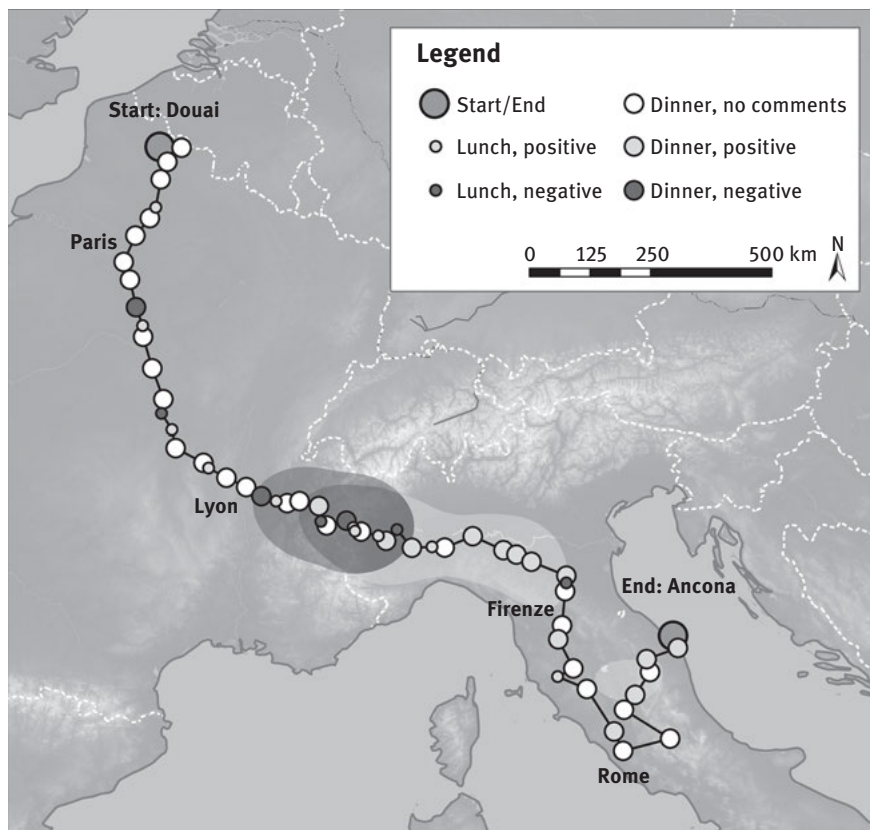 Legend
Start/End
Dinner, no comments
Lunch, positive
Dinner, positive
Lunch, negative
Dinner, negative
0 125 250 500 km
N
Start: Douai
Paris
Lyon
Firenze
End: Ancona
Rome